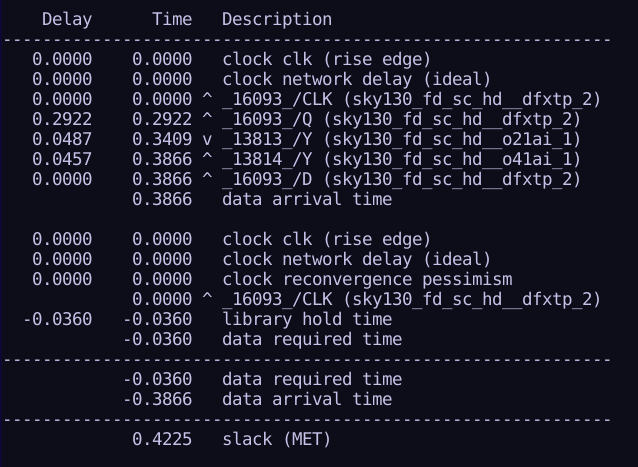 Delay Time Description
---------------------------------------------------------------
0.0000 0.0000 clock clk (rise edge)
0.0000 0.0000 clock network delay (ideal)
0.0000 0.0000 ^ _16093_/CLK (sky130_fd_sc_hd__dfxtp_2)
0.2922 0.2922 ^ _16093_/Q (sky130_fd_sc_hd__dfxtp_2)
0.0487 0.3409 v _13813_/Y (sky130_fd_sc_hd__o21ai_1)
0.0457 0.3866 ^ _13814_/Y (sky130_fd_sc_hd__o41ai_1)
0.0000 0.3866 ^ _16093_/D (sky130_fd_sc_hd__dfxtp_2)
0.3866 data arrival time
0.0000 0.0000 clock clk (rise edge)
0.0000 0.0000 clock network delay (ideal)
0.0000 0.0000 clock reconvergence pessimism
0.0000 ^ _16093_/CLK (sky130_fd_sc_hd__dfxtp_2)
-0.0360 -0.0360 library hold time
-0.0360 data required time
---------------------------------------------------------------
-0.0360 data required time
-0.3866 data arrival time
---------------------------------------------------------------
0.4225 slack (MET)